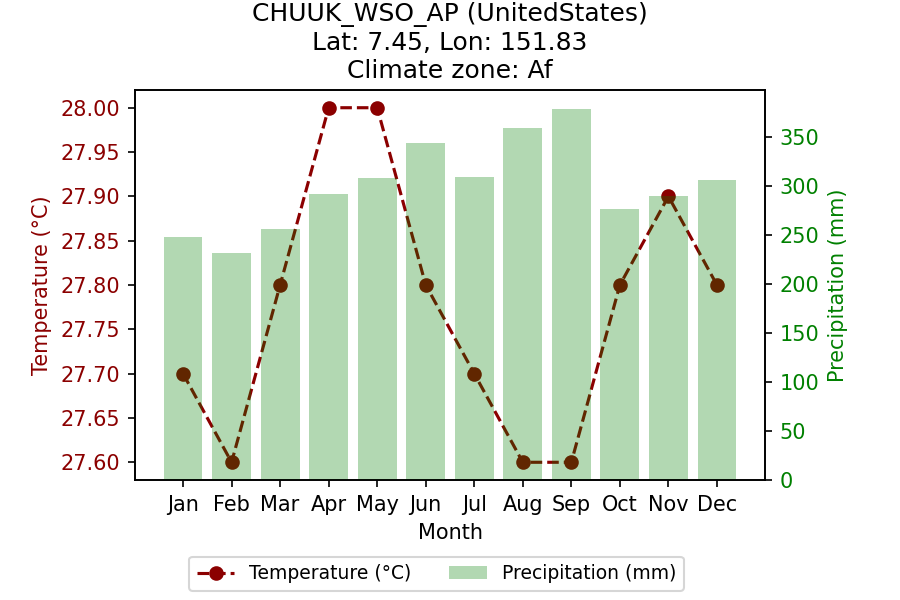 CHUUK_WSO_AP (UnitedStates)
Lat: 7.45, Lon: 151.83
Climate zone: Af
28.00
27.95
27.90
27.85
27.80
27.75
27.70
27.65
27.60
Temperature (°C)
350
300
250
200
150
100
50
0
Precipitation (mm)
Jan Feb Mar Apr May Jun Jul Aug Sep Oct Nov Dec
Month
Temperature (°C) Precipitation (mm)